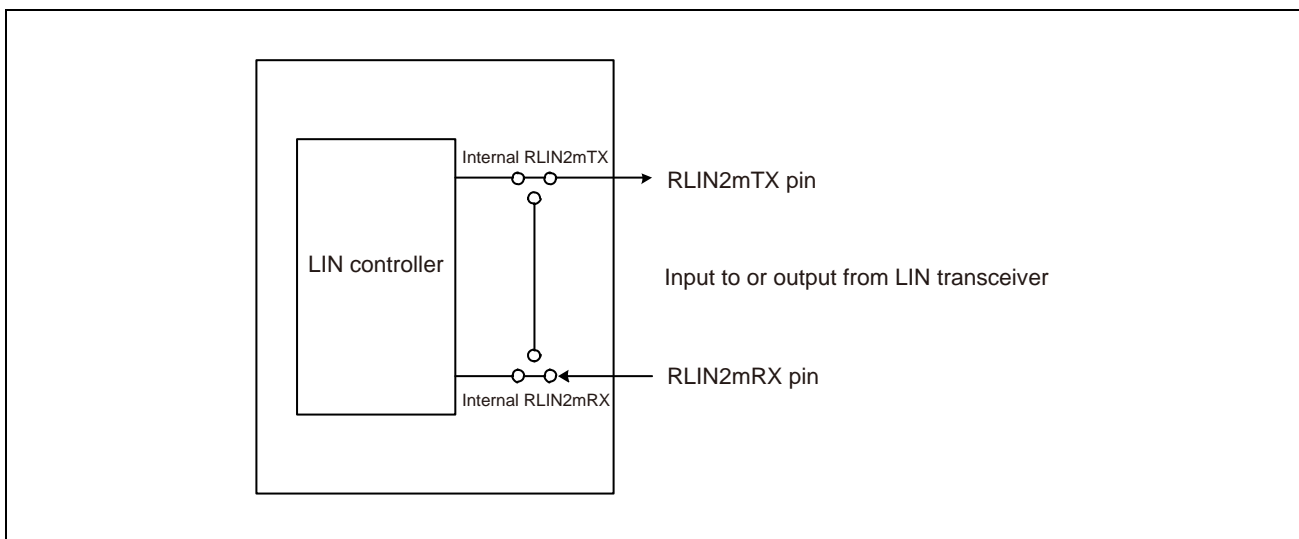 Internal RLIN2mTX
RLIN2mTX pin
LIN controller
Input to or output from LIN transceiver
RLIN2mRX pin
Internal RLIN2mRX